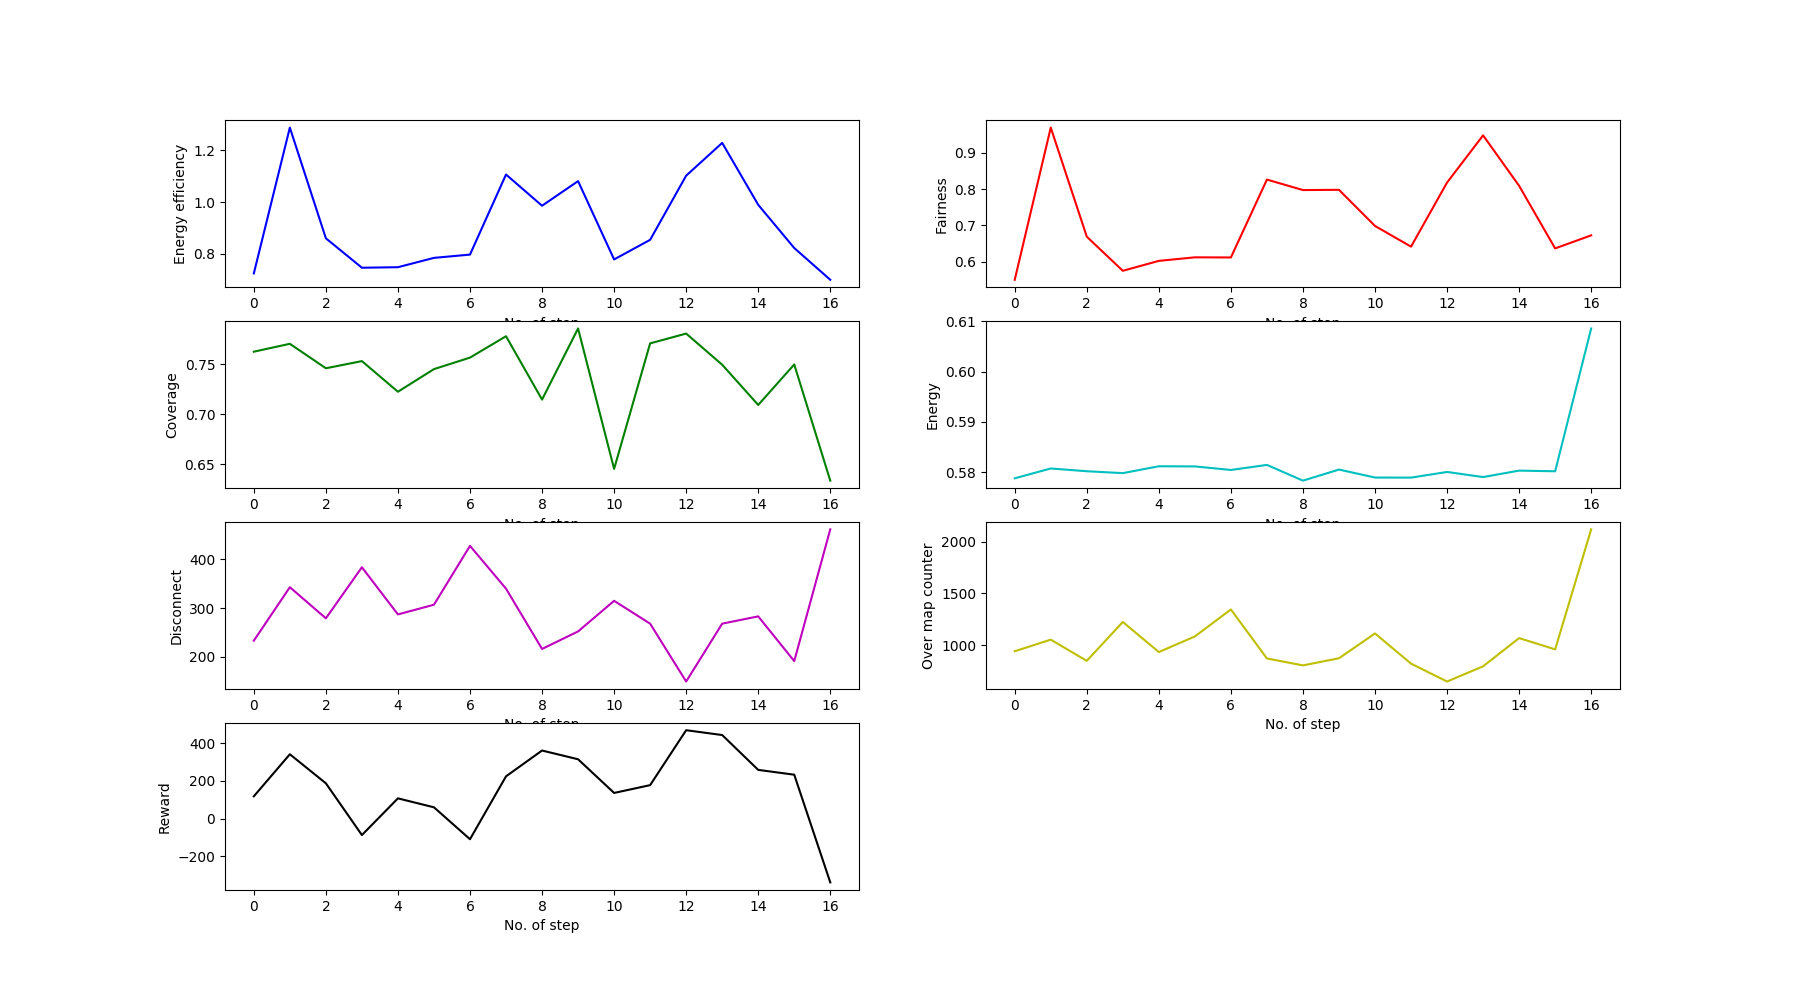 Energy efficiency
1.2
1.0
0.8
0 2 4 6 8 10 12 14 16
Fairness
0.9
0.8
0.7
0.6
0 2 4 6 8 10 12 14 16
Coverage
0.75
0.70
0.65
0 2 4 6 8 10 12 14 16
Energy
0.61
0.60
0.59
0.58
0 2 4 6 8 10 12 14 16
Disconnect
400
300
200
0 2 4 6 8 10 12 14 16
Over map counter
2000
1500
1000
0 2 4 6 8 10 12 14 16
No. of step
Reward
400
200
0
−200
0 2 4 6 8 10 12 14 16
No. of step